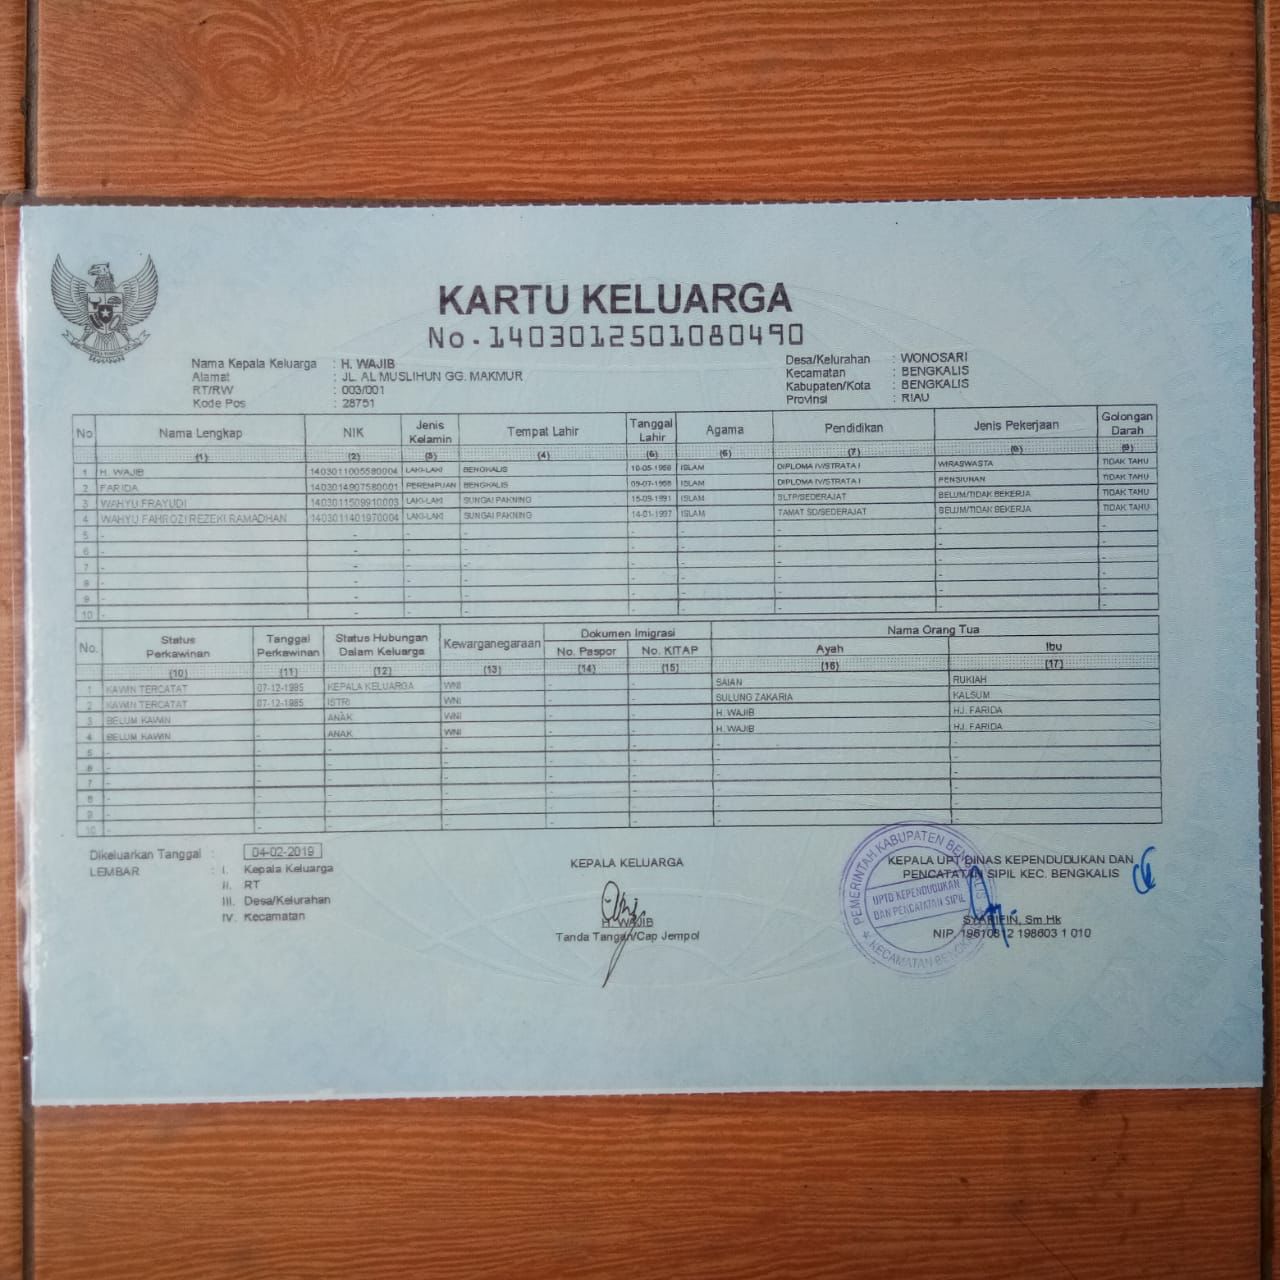 KARTU KELUARGA
No. 1403012501080490
Nama Kepala Keluarga : H. WAJIB
Alamat : JL. AL MUSLIHUN GG. MAKMUR
RT/RW : 003/001
Kode Pos : 28751
Desa/Kelurahan : WONOSARI
Kecamatan : BENGKALIS
Kabupaten/Kota : BENGKALIS
Provinsi : RIAU
No Nama Lengkap NIK Jenis Kelamin Tempat Lahir Tanggal Lahir Agama Pendidikan Jenis Pekerjaan Golongan Darah
(1) (2) (3) (4) (5) (6) (7) (8) (9)
1 H. WAJIB 1403011005580004 LAKI-LAKI BENGKALIS 10-05-1958 ISLAM DIPLOMA IV/STRATA I WIRASWASTA TIDAK TAHU
2 FARIDA 1403014907580001 PEREMPUAN BENGKALIS 09-07-1958 ISLAM DIPLOMA IV/STRATA I PENSIUNAN TIDAK TAHU
3 WAHYU FRAYUDI 1403011509910003 LAKI-LAKI SUNGAI PAKNING 15-09-1991 ISLAM SLTP/SEDERAJAT BELUM/TIDAK BEKERJA TIDAK TAHU
4 WAHYU FAHROZI REZEKI RAMADHAN 1403011401970004 LAKI-LAKI SUNGAI PAKNING 14-01-1997 ISLAM TAMAT SD/SEDERAJAT BELUM/TIDAK BEKERJA TIDAK TAHU
5 - - - - - - - - -
6 - - - - - - - - -
7 - - - - - - - - -
8 - - - - - - - - -
9 - - - - - - - - -
10 - - - - - - - - -
No. Status Perkawinan Tanggal Perkawinan Status Hubungan Dalam Keluarga Kewarganegaraan Dokumen Imigrasi Nama Orang Tua
No. Paspor No. KITAP Ayah Ibu
(10) (11) (12) (13) (14) (15) (16) (17)
1 KAWIN TERCATAT 07-12-1985 KEPALA KELUARGA WNI - - SAIAN RUKIAH
2 KAWIN TERCATAT 07-12-1985 ISTRI WNI - - SULUNG ZAKARIA KALSUM
3 BELUM KAWIN - ANAK WNI - - H. WAJIB HJ. FARIDA
4 BELUM KAWIN - ANAK WNI - - H. WAJIB HJ. FARIDA
5 - - - - - - - -
6 - - - - - - - -
7 - - - - - - - -
8 - - - - - - - -
9 - - - - - - - -
10 - - - - - - - -
Dikeluarkan Tanggal : 04-02-2019
LEMBAR : I. Kepala Keluarga
II. RT
III. Desa/Kelurahan
IV. Kecamatan
KEPALA KELUARGA
H. WAJIB
Tanda Tangan/Cap Jempol
KEPALA UPT DINAS KEPENDUDUKAN DAN
PENCATATAN SIPIL KEC. BENGKALIS
SYARIFIN, Sm Hk
NIP. 19610812 198603 1 010
PEMERINTAH KABUPATEN BENGKALIS
UPTD KEPENDUDUKAN
DAN PENCATATAN SIPIL
KECAMATAN BENGKALIS